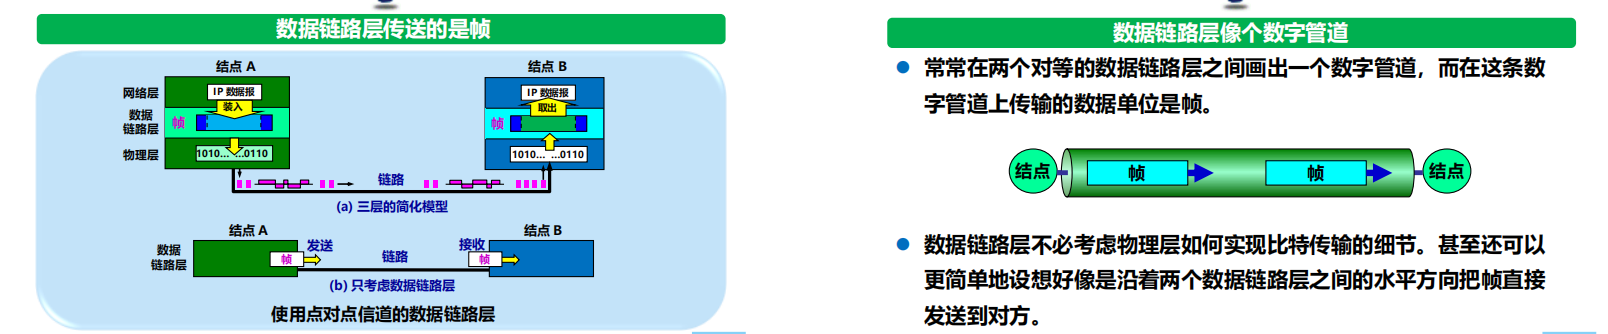 数据链路层传送的是帧
结点 A
结点 B
网络层
IP 数据报
IP 数据报
装入
取出
数据
链路层
帧
帧
物理层
1010… …0110
1010… …0110
链路
(a) 三层的简化模型
结点 A
结点 B
数据
链路层
发送
接收
链路
帧
帧
(b) 只考虑数据链路层
使用点对点信道的数据链路层
数据链路层像个数字管道
常常在两个对等的数据链路层之间画出一个数字管道，而在这条数
字管道上传输的数据单位是帧。
结点
帧
帧
结点
数据链路层不必考虑物理层如何实现比特传输的细节。甚至还可以
更简单地设想好像是沿着两个数据链路层之间的水平方向把帧直接
发送到对方。